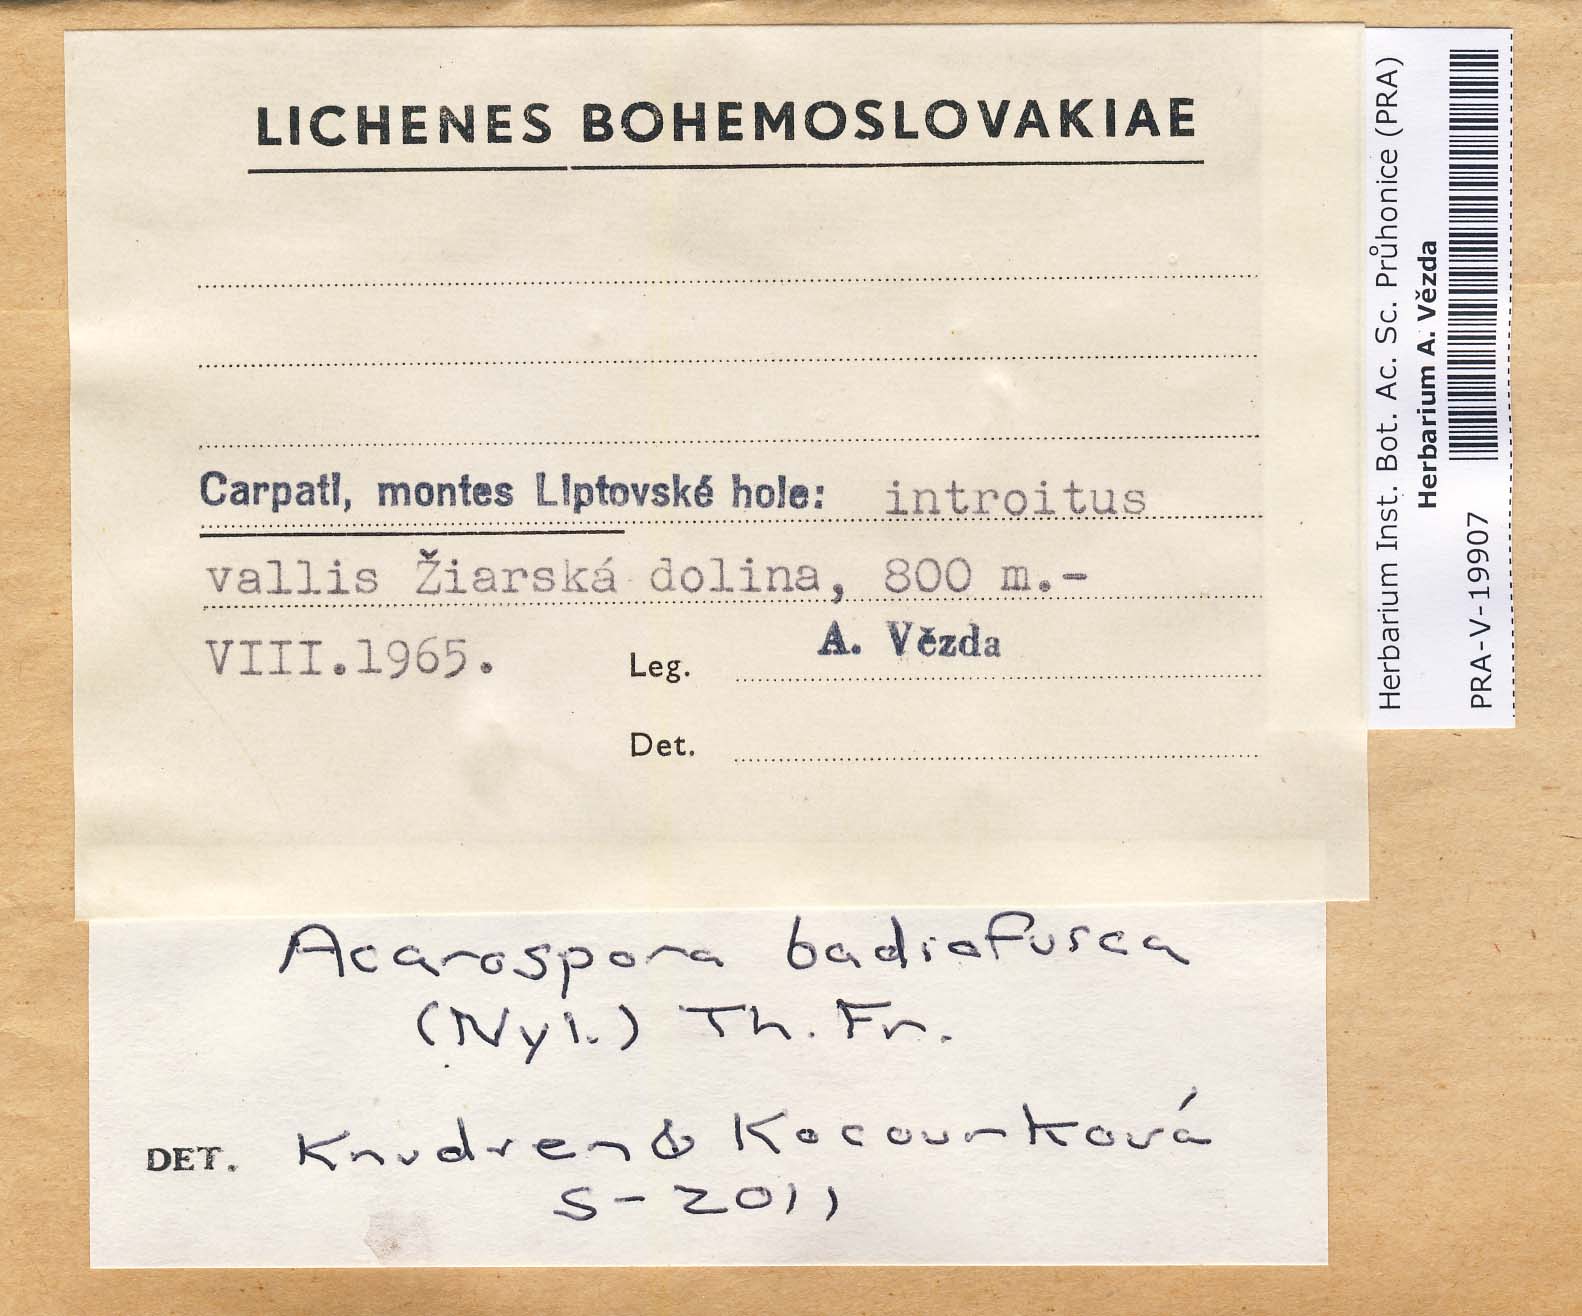 LICHENES BOHEMOSLOVAKIAE
Carpati, montes Liptovské hole: introitus
vallis Žiarská dolina, 800 m.-
VIII.1965. Leg. A. Vězda
Det.
Acarospora badiofusca
(Nyl.) Th. Fr.
DET. Knudsen & Kocourková
5-2011
Herbarium Inst. Bot. Ac. Sc. Průhonice (PRA)
Herbarium A. Vězda
PRA-V-19907